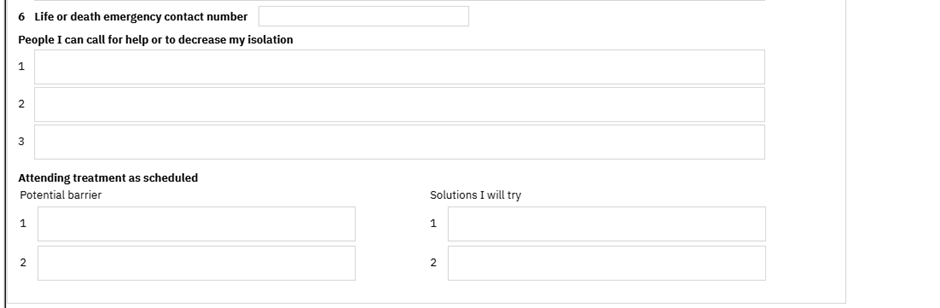 6 Life or death emergency contact number
People I can call for help or to decrease my isolation
1
2
3
Attending treatment as scheduled
Potential barrier Solutions I will try
1 1
2 2